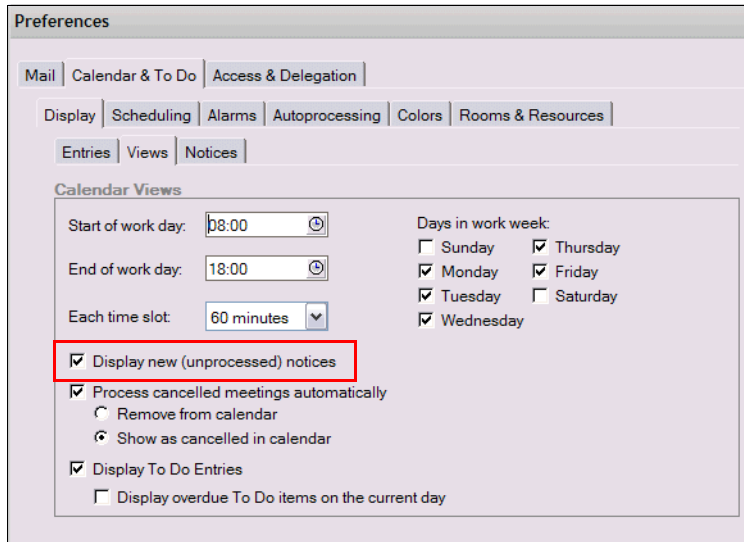 Preferences
Mail Calendar & To Do Access & Delegation
Display Scheduling Alarms Autoprocessing Colors Rooms & Resources
Entries Views Notices
Calendar Views
Start of work day: 08:00
End of work day: 18:00
Each time slot: 60 minutes
Days in work week:
Sunday Thursday
Monday Friday
Tuesday Saturday
Wednesday
Display new (unprocessed) notices
Process cancelled meetings automatically
Remove from calendar
Show as cancelled in calendar
Display To Do Entries
Display overdue To Do items on the current day